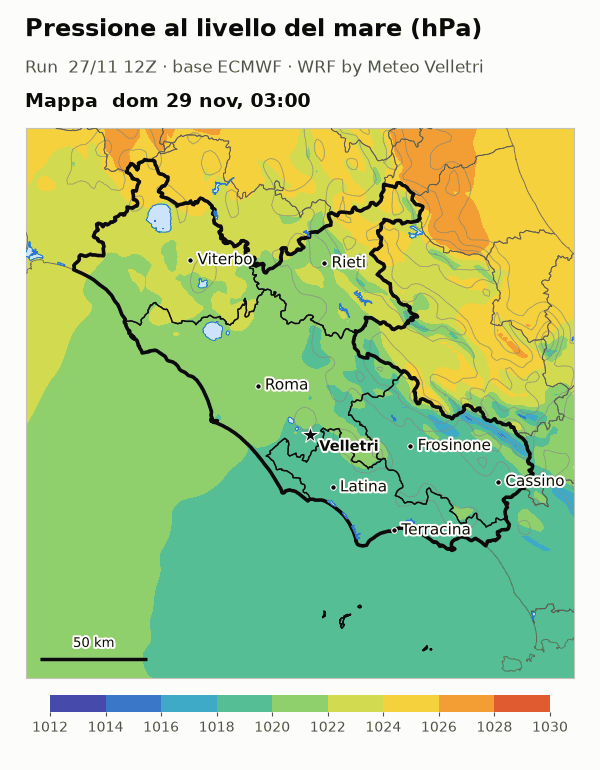 Pressione al livello del mare (hPa)
Run  27/11 12Z · base ECMWF · WRF by Meteo Velletri
Mappa  dom 29 nov, 03:00
Viterbo
Rieti
Roma
Velletri
Frosinone
Cassino
Latina
Terracina
50 km
1012 1014 1016 1018 1020 1022 1024 1026 1028 1030